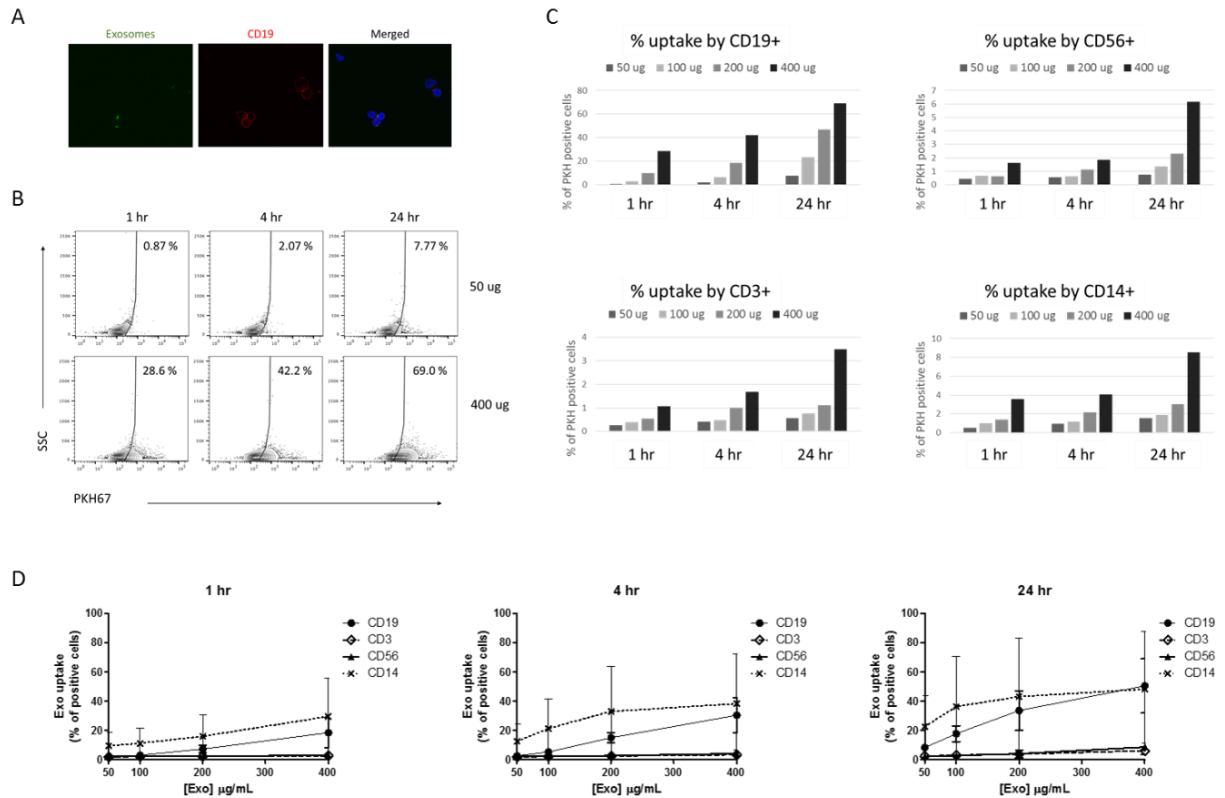 A
Exosomes CD19 Merged
B
1 hr 4 hr 24 hr
0.87 % 2.07 % 7.77 %
50 ug
28.6 % 42.2 % 69.0 %
400 ug
SSC
PKH67
C
% uptake by CD19+
50 ug 100 ug 200 ug 400 ug
% of PKH positive cells
80
60
40
20
0
1 hr 4 hr 24 hr
% uptake by CD56+
50 ug 100 ug 200 ug 400 ug
% of PKH positive cells
7
6
5
4
3
2
1
0
1 hr 4 hr 24 hr
% uptake by CD3+
50 ug 100 ug 200 ug 400 ug
% of PKH positive cells
4
3
2
1
0
1 hr 4 hr 24 hr
% uptake by CD14+
50 ug 100 ug 200 ug 400 ug
% of PKH positive cells
10
8
6
4
2
0
1 hr 4 hr 24 hr
D
1 hr
Exo uptake
(% of positive cells)
100
80
60
40
20
0
50 100 200 400
[Exo] µg/mL
CD19
CD3
CD56
CD14
4 hr
Exo uptake
(% of positive cells)
100
80
60
40
20
0
50 100 200 400
[Exo] µg/mL
CD19
CD3
CD56
CD14
24 hr
Exo uptake
(% of positive cells)
100
80
60
40
20
0
50 100 200 400
[Exo] µg/mL
CD19
CD3
CD56
CD14